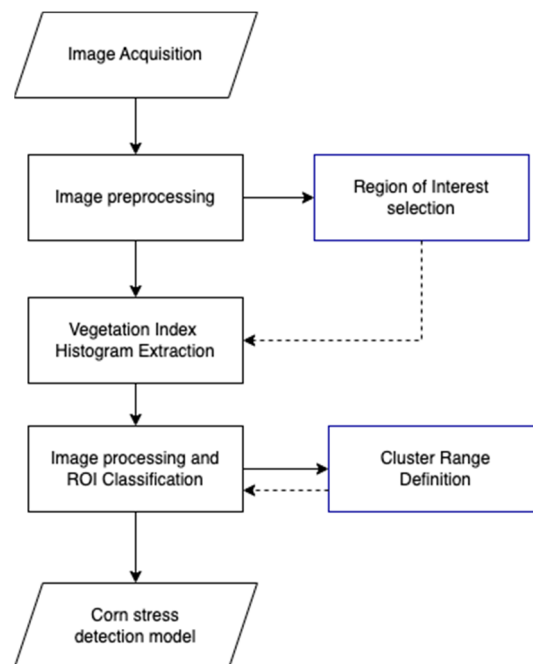 Image Acquisition
Image preprocessing
Region of Interest
selection
Vegetation Index
Histogram Extraction
Image processing and
ROI Classification
Cluster Range
Definition
Corn stress
detection model